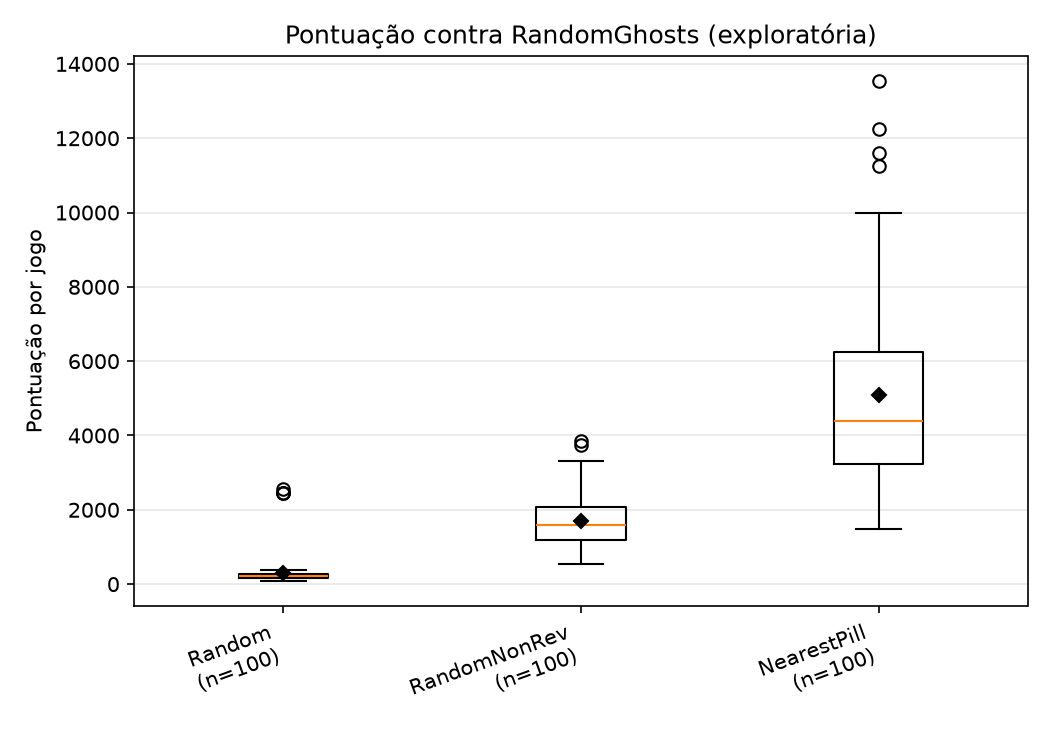 Pontuação contra RandomGhosts (exploratória)
Pontuação por jogo
14000
12000
10000
8000
6000
4000
2000
0
Random
(n=100)
RandomNonRev
(n=100)
NearestPill
(n=100)